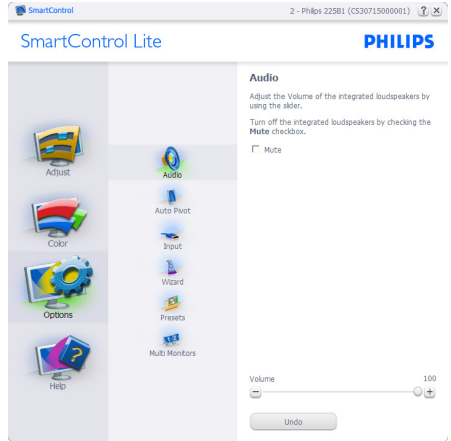 SmartControl
2 - Philips 225B1 (CS30715000001)
SmartControl Lite
PHILIPS
Adjust
Color
Options
Help
Audio
Auto Pivot
Input
Wizard
Presets
Multi Monitors
Audio
Adjust the Volume of the integrated loudspeakers by
using the slider.
Turn off the integrated loudspeakers by checking the
Mute checkbox.
Mute
Volume
100
Undo